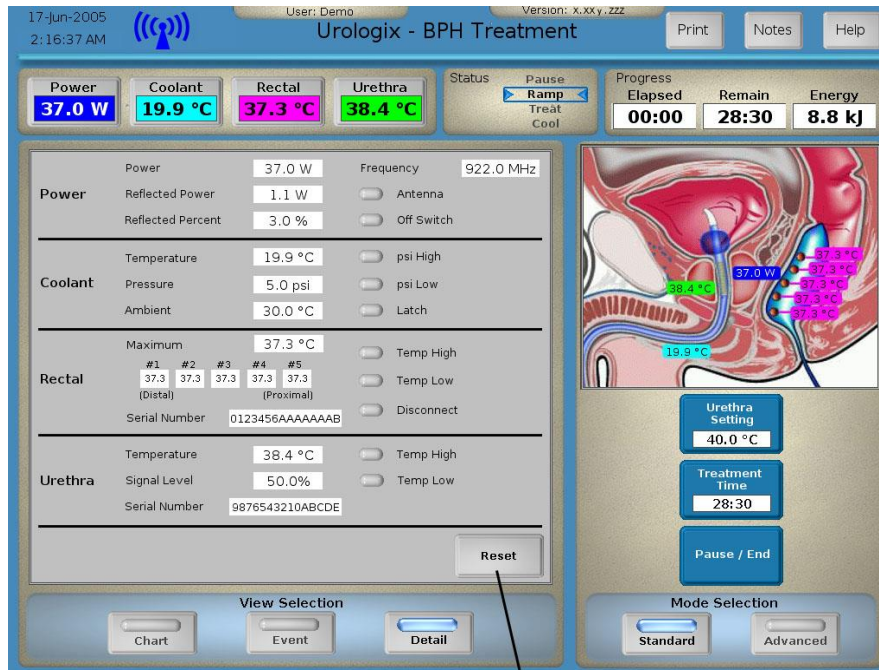 17-Jun-2005
2:16:37 AM
User: Demo
Version: x.xxy.zzz
Urologix - BPH Treatment
Print
Notes
Help
Power
37.0 W
Coolant
19.9 °C
Rectal
37.3 °C
Urethra
38.4 °C
Status
Pause
Ramp
Treat
Cool
Progress
Elapsed
00:00
Remain
28:30
Energy
8.8 kJ
Power
Power 37.0 W Frequency 922.0 MHz
Reflected Power 1.1 W Antenna
Reflected Percent 3.0 % Off Switch
Coolant
Temperature 19.9 °C psi High
Pressure 5.0 psi psi Low
Ambient 30.0 °C Latch
Rectal
Maximum 37.3 °C Temp High
#1 #2 #3 #4 #5
37.3 37.3 37.3 37.3 37.3 Temp Low
(Distal) (Proximal)
Serial Number 0123456AAAAAAAB Disconnect
Urethra
Temperature 38.4 °C Temp High
Signal Level 50.0% Temp Low
Serial Number 9876543210ABCDE
Reset
37.3 °C
37.3 °C
37.3 °C
37.3 °C
37.3 °C
37.0 W
38.4 °C
19.9 °C
Urethra
Setting
40.0 °C
Treatment
Time
28:30
Pause / End
View Selection
Chart
Event
Detail
Mode Selection
Standard
Advanced